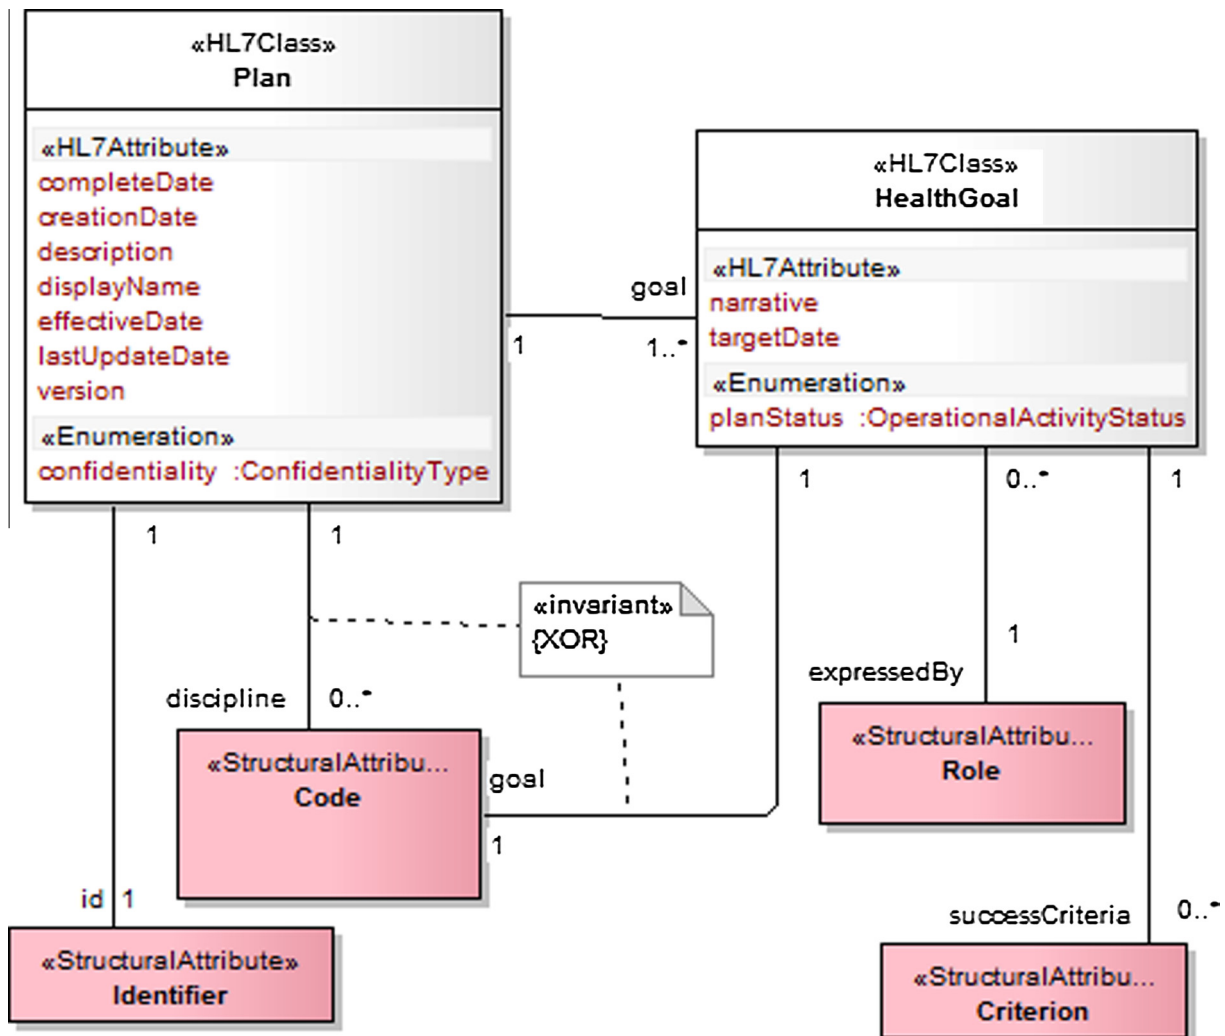 «HL7Class»
Plan
«HL7Attribute»
completeDate
creationDate
description
displayName
effectiveDate
lastUpdateDate
version
«Enumeration»
confidentiality :ConfidentialityType
«HL7Class»
HealthGoal
«HL7Attribute»
narrative
targetDate
«Enumeration»
planStatus :OperationalActivityStatus
goal
1
1..*
1
1
1
0..*
1
«invariant»
{XOR}
1
expressedBy
discipline
0..*
«StructuralAttribu...
Code
goal
1
«StructuralAttribu...
Role
id
1
successCriteria
0..*
«StructuralAttribute»
Identifier
«StructuralAttribu...
Criterion